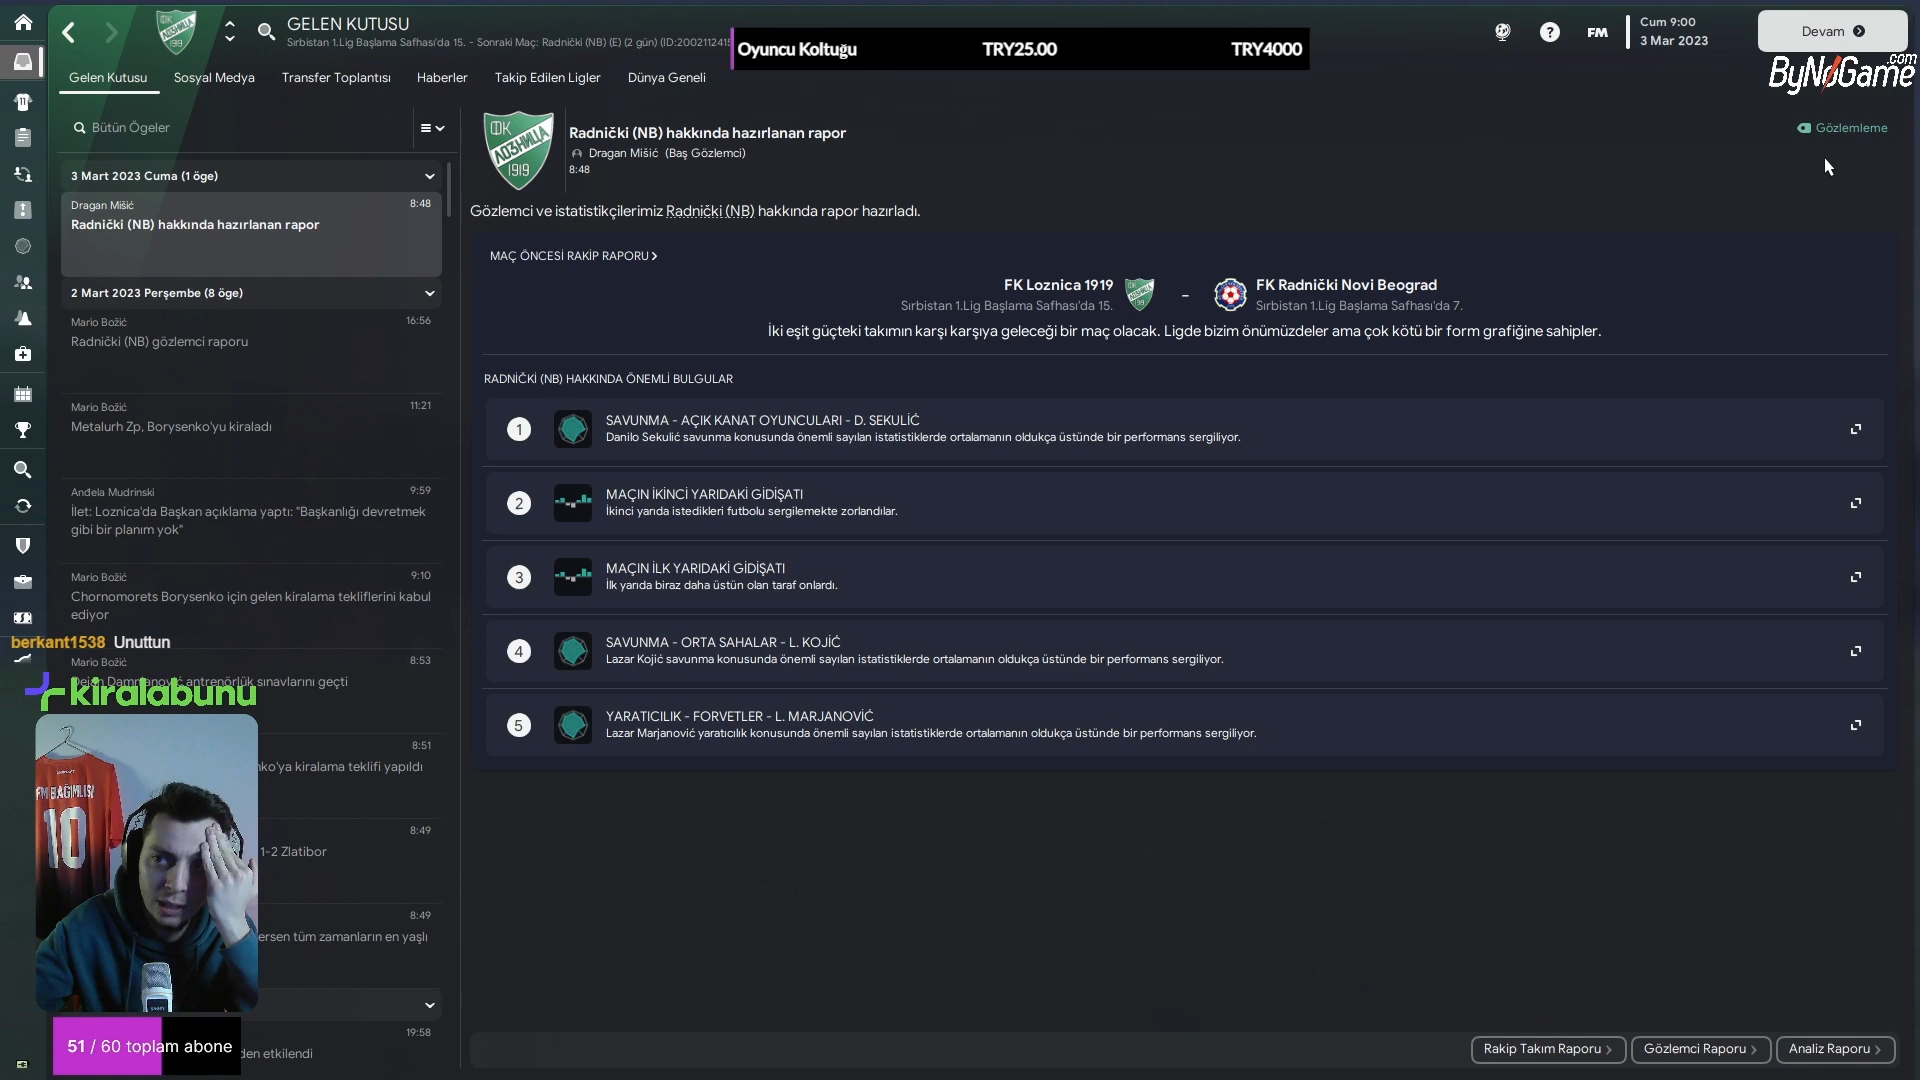 GELEN KUTUSU
Sırbistan 1.Lig Başlama Safhası'da 15. - Sonraki Maç: Radnički (NB) (E) (2 gün) (ID:2002112415
Oyuncu Koltuğu TRY25.00 TRY4000
FM
Cum 9:00
3 Mar 2023
Devam
ByNoGame.com
Gelen Kutusu Sosyal Medya Transfer Toplantısı Haberler Takip Edilen Ligler Dünya Geneli
Bütün Ögeler
3 Mart 2023 Cuma (1 öge)
Dragan Mišić 8:48
Radnički (NB) hakkında hazırlanan rapor
2 Mart 2023 Perşembe (8 öge)
Mario Božić 16:56
Radnički (NB) gözlemci raporu
Mario Božić 11:21
Metalurh Zp, Borysenko'yu kiraladı
Anđela Mudrinski 9:59
İlet: Loznica'da Başkan açıklama yaptı: "Başkanlığı devretmek
gibi bir planım yok"
Mario Božić 9:10
Chornomorets Borysenko için gelen kiralama tekliflerini kabul
ediyor
berkant1538 Unuttun
Mario Božić 8:53
antrenörlük sınavlarını geçti
kiralabunu
8:51
nko'ya kiralama teklifi yapıldı
8:49
1-2 Zlatibor
8:49
ersen tüm zamanların en yaşlı
FM BAĞIMLISI
10
19:58
den etkilendi
51 / 60 toplam abone
ФК
ЛОЗНИЦА
1919
Radnički (NB) hakkında hazırlanan rapor
Dragan Mišić (Baş Gözlemci)
8:48
Gözlemleme
Gözlemci ve istatistikçilerimiz Radnički (NB) hakkında rapor hazırladı.
MAÇ ÖNCESİ RAKİP RAPORU
FK Loznica 1919 - FK Radnički Novi Beograd
Sırbistan 1.Lig Başlama Safhası'da 15. Sırbistan 1.Lig Başlama Safhası'da 7.
İki eşit güçteki takımın karşı karşıya geleceği bir maç olacak. Ligde bizim önümüzdeler ama çok kötü bir form grafiğine sahipler.
RADNİČKİ (NB) HAKKINDA ÖNEMLİ BULGULAR
1 SAVUNMA - AÇIK KANAT OYUNCULARI - D. SEKULIĆ
Danilo Sekulić savunma konusunda önemli sayılan istatistiklerde ortalamanın oldukça üstünde bir performans sergiliyor.
2 MAÇIN İKİNCİ YARIDAKİ GİDİŞATI
İkinci yarıda istedikleri futbolu sergilemekte zorlandılar.
3 MAÇIN İLK YARIDAKİ GİDİŞATI
İlk yarıda biraz daha üstün olan taraf onlardı.
4 SAVUNMA - ORTA SAHALAR - L. KOJIĆ
Lazar Kojić savunma konusunda önemli sayılan istatistiklerde ortalamanın oldukça üstünde bir performans sergiliyor.
5 YARATICILIK - FORVETLER - L. MARJANOVIĆ
Lazar Marjanović yaratıcılık konusunda önemli sayılan istatistiklerde ortalamanın oldukça üstünde bir performans sergiliyor.
Rakip Takım Raporu Gözlemci Raporu Analiz Raporu